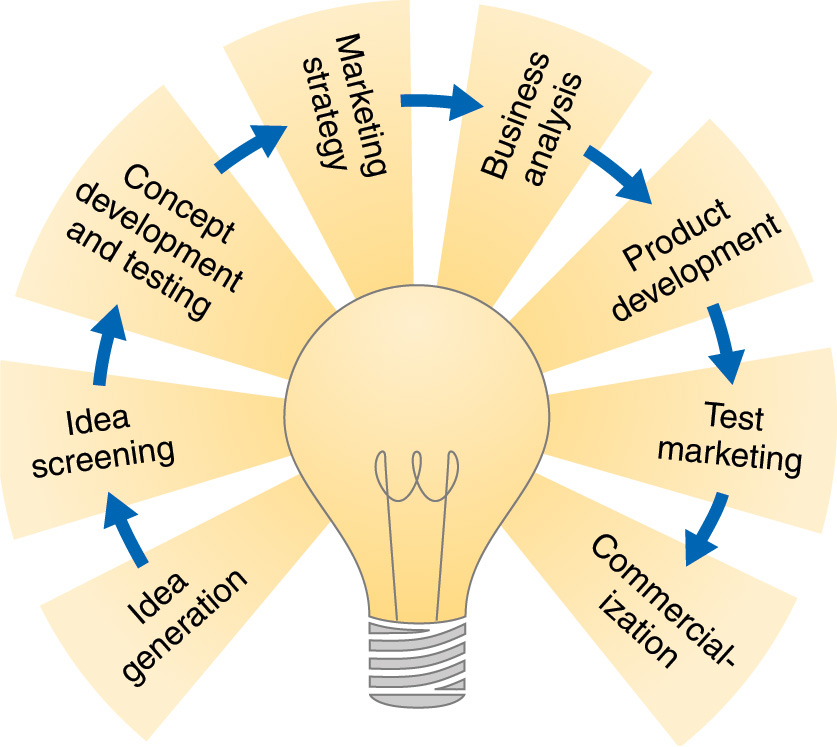 Idea
generation
Idea
screening
Concept
development
and testing
Marketing
strategy
Business
analysis
Product
development
Test
marketing
Commercial-
ization